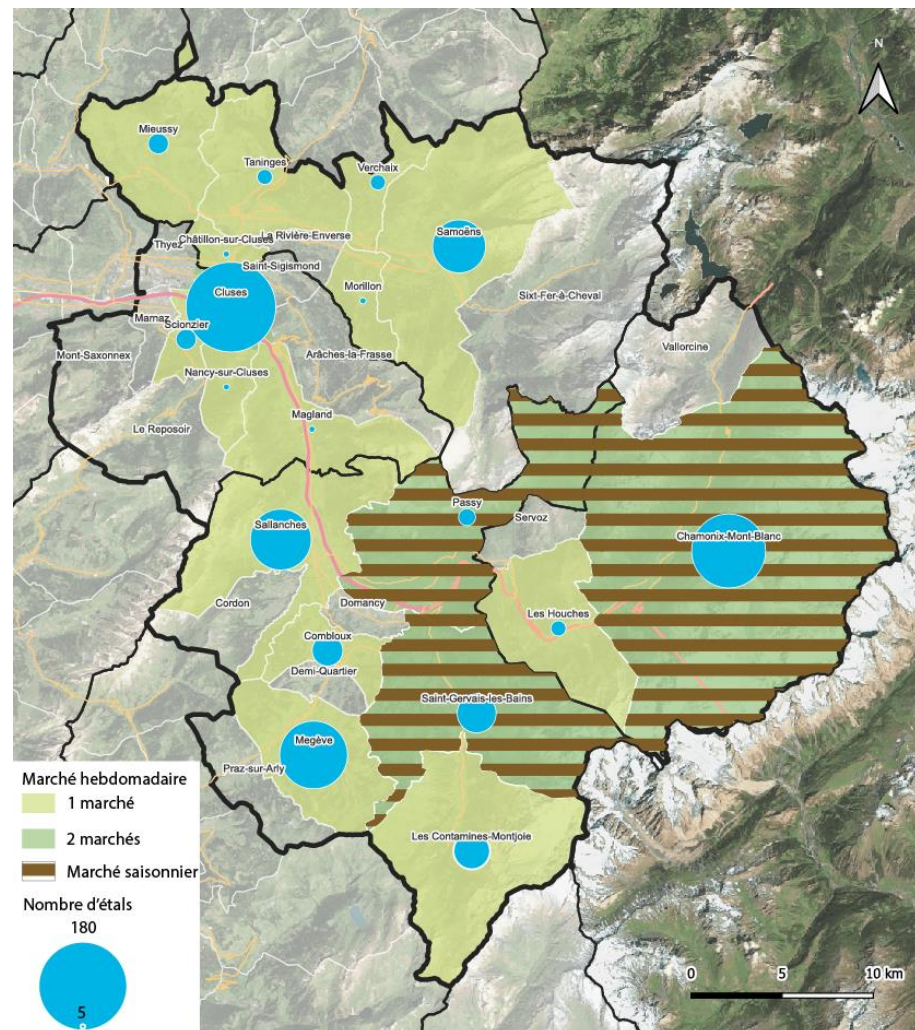 N
Mieussy
Taninges
Verchaix
Samoëns
Châtillon-sur-Cluses
La Rivière-Enverse
Thyez
Saint-Sigismond
Cluses
Morillon
Sixt-Fer-à-Cheval
Marnaz
Scionzier
Vallorcine
Mont-Saxonnex
Arâches-la-Frasse
Nancy-sur-Cluses
Magland
Le Reposoir
Passy
Servoz
Sallanches
Chamonix-Mont-Blanc
Cordon
Domancy
Les Houches
Combloux
Demi-Quartier
Saint-Gervais-les-Bains
Megève
Praz-sur-Arly
Les Contamines-Montjoie
Marché hebdomadaire
1 marché
2 marchés
Marché saisonnier
Nombre d'étals
180
5
0 5 10 km